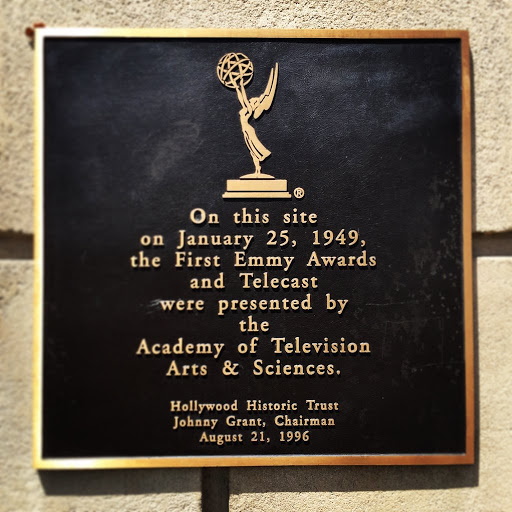 ®
On this site
on January 25, 1949,
the First Emmy Awards
and Telecast
were presented by
the
Academy of Television
Arts & Sciences.
Hollywood Historic Trust
Johnny Grant, Chairman
August 21, 1996